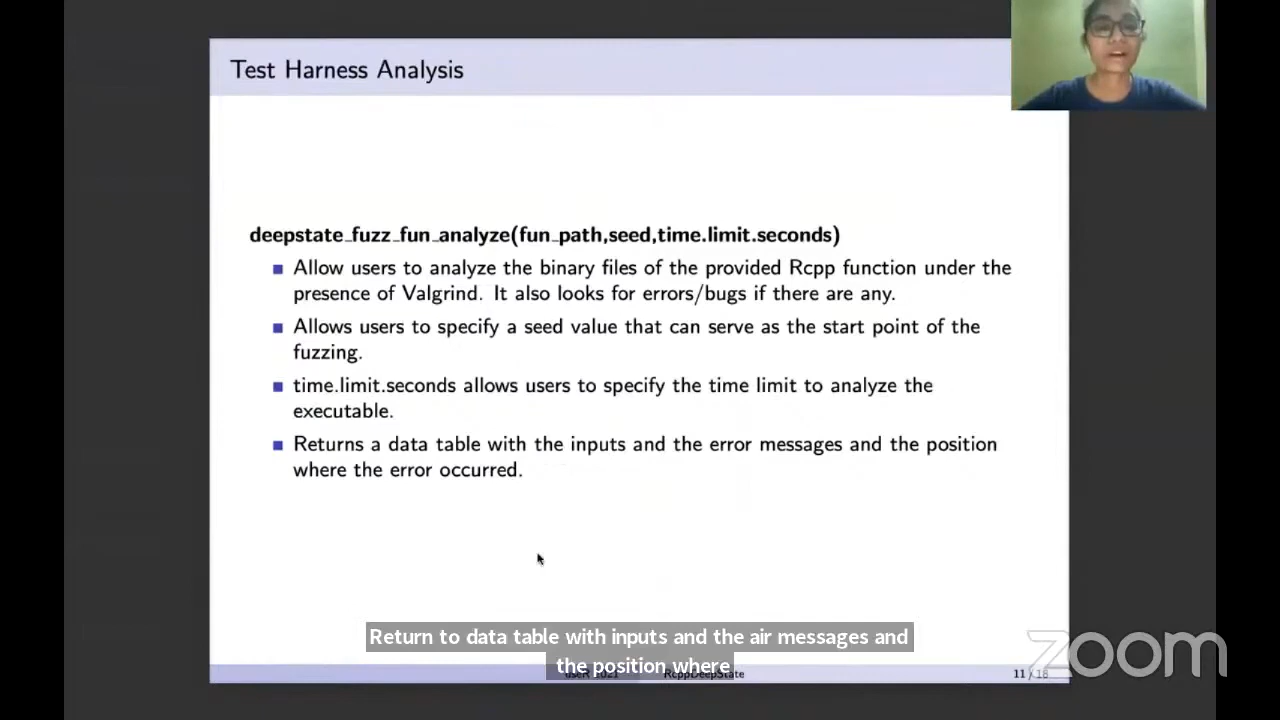 Test Harness Analysis
deepstate_fuzz_fun_analyze(fun_path,seed,time.limit.seconds)
Allow users to analyze the binary files of the provided Rcpp function under the
presence of Valgrind. It also looks for errors/bugs if there are any.
Allows users to specify a seed value that can serve as the start point of the
fuzzing.
time.limit.seconds allows users to specify the time limit to analyze the
executable.
Returns a data table with the inputs and the error messages and the position
where the error occurred.
Return to data table with inputs and the air messages and
the position where
useR 2021 RcppDeepState 11 / 16
zoom